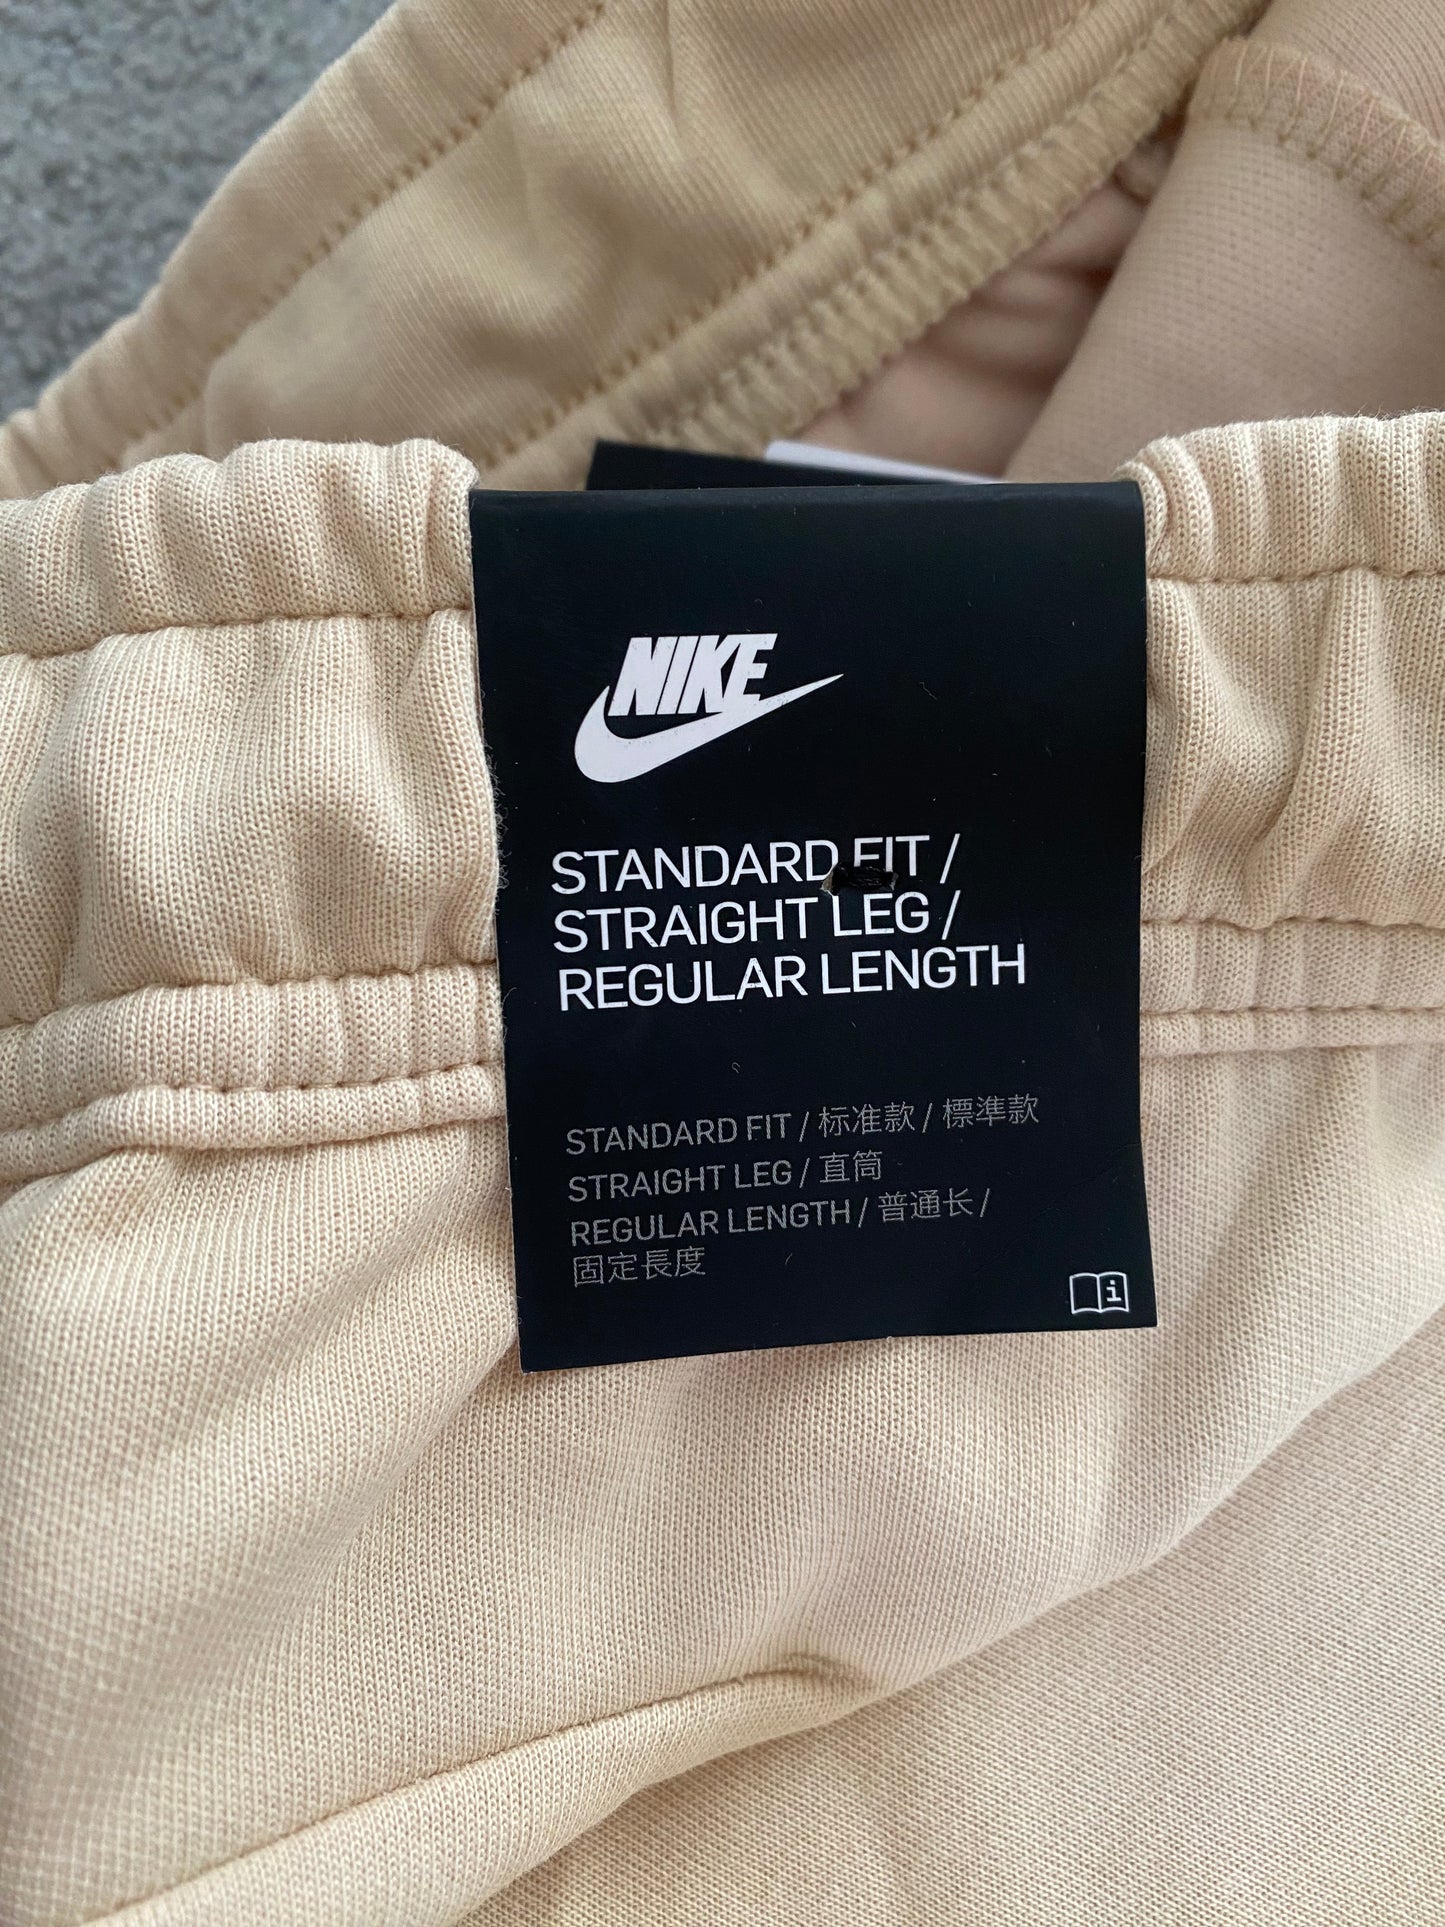 NIKE
STANDARD FIT /
STRAIGHT LEG /
REGULAR LENGTH
STANDARD FIT / 标准款 / 標準款
STRAIGHT LEG / 直筒
REGULAR LENGTH / 普通长 /
固定長度
i